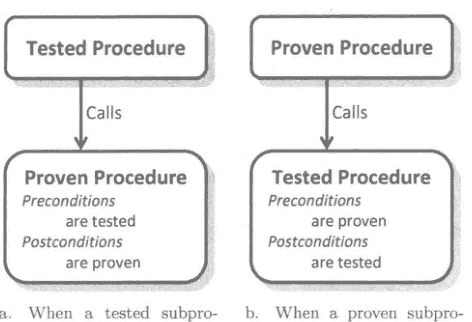 Tested Procedure
Calls
Proven Procedure
Preconditions
are tested
Postconditions
are proven
a. When a tested subpro-
Proven Procedure
Calls
Tested Procedure
Preconditions
are proven
Postconditions
are tested
b. When a proven subpro-